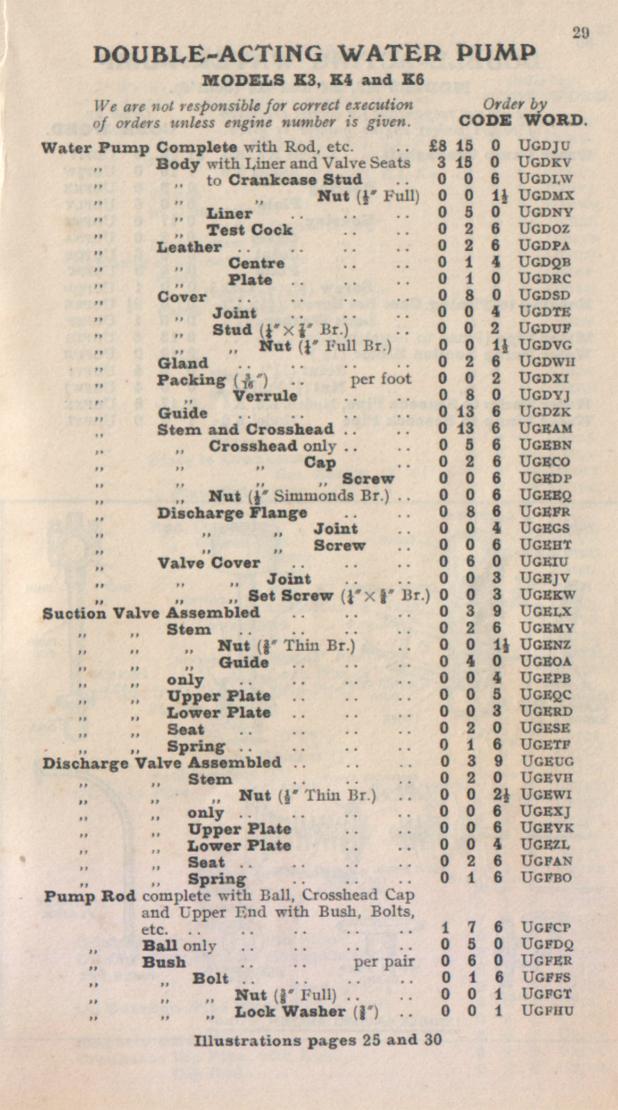 29
DOUBLE-ACTING WATER PUMP
MODELS K3, K4 and K6
We are not responsible for correct execution Order by
of orders unless engine number is given. CODE WORD.
Water Pump Complete with Rod, etc. .. £8 15 0 UGDJU
„ Body with Liner and Valve Seats 3 15 0 UGDKV
„ „ to Crankcase Stud .. 0 0 6 UGDLW
„ „ „ Nut (½″ Full) 0 0 1½ UGDMX
„ „ Liner .. .. .. 0 5 0 UGDNY
„ „ Test Cock .. .. 0 2 6 UGDOZ
„ Leather .. .. .. .. 0 2 6 UGDPA
„ „ Centre .. .. 0 1 4 UGDQB
„ „ Plate .. .. .. 0 1 0 UGDRC
„ Cover .. .. .. .. 0 8 0 UGDSD
„ „ Joint .. .. .. 0 0 4 UGDTE
„ „ Stud (¼″×⅞″ Br.) .. 0 0 2 UGDUF
„ „ „ Nut (¼″ Full Br.) 0 0 1½ UGDVG
„ Gland .. .. .. .. 0 2 6 UGDWH
„ Packing (3/16″) .. per foot 0 0 2 UGDXI
„ „ Verrule .. .. 0 8 0 UGDYJ
„ Guide .. .. .. .. 0 13 6 UGDZK
„ Stem and Crosshead .. .. 0 13 6 UGEAM
„ „ Crosshead only .. .. 0 5 6 UGEBN
„ „ „ Cap .. 0 2 6 UGECO
„ „ „ „ Screw 0 0 6 UGEDP
„ „ Nut (½″ Simmonds Br.) .. 0 0 6 UGEEQ
„ Discharge Flange .. .. 0 8 6 UGEFR
„ „ „ Joint .. 0 0 4 UGEGS
„ „ „ Screw .. 0 0 6 UGEHT
„ Valve Cover .. .. .. 0 6 0 UGEIU
„ „ „ Joint .. .. 0 0 3 UGEJV
„ „ „ Set Screw (¼″×⅝″ Br.) 0 0 3 UGEKW
Suction Valve Assembled .. .. .. 0 3 9 UGELX
„ „ Stem .. .. .. 0 2 6 UGEMY
„ „ „ Nut (⅜″ Thin Br.) .. 0 0 1½ UGENZ
„ „ „ Guide .. .. 0 4 0 UGEOA
„ „ only .. .. .. 0 0 4 UGEPB
„ „ Upper Plate .. .. .. 0 0 5 UGEQC
„ „ Lower Plate .. .. .. 0 0 3 UGERD
„ „ Seat .. .. .. 0 2 0 UGESE
„ „ Spring .. .. .. .. 0 1 6 UGETF
Discharge Valve Assembled .. .. .. 0 3 9 UGEUG
„ „ Stem .. .. .. 0 2 0 UGEVH
„ „ „ Nut (½″ Thin Br.) .. 0 0 2½ UGEWI
„ „ only .. .. .. .. 0 0 6 UGEXJ
„ „ Upper Plate .. .. 0 0 6 UGEYK
„ „ Lower Plate .. .. 0 0 4 UGEZL
„ „ Seat .. .. .. .. 0 2 6 UGFAN
„ „ Spring .. .. .. 0 1 6 UGFBO
Pump Rod complete with Ball, Crosshead Cap
and Upper End with Bush, Bolts,
etc. .. .. .. .. .. 1 7 6 UGFCP
„ Ball only .. .. .. .. 0 5 0 UGFDQ
„ Bush .. .. per pair 0 6 0 UGFER
„ „ Bolt .. .. .. .. 0 1 6 UGFFS
„ „ „ Nut (⅜″ Full) .. .. 0 0 1 UGFGT
„ „ „ Lock Washer (⅜″) .. 0 0 1 UGFHU
Illustrations pages 25 and 30